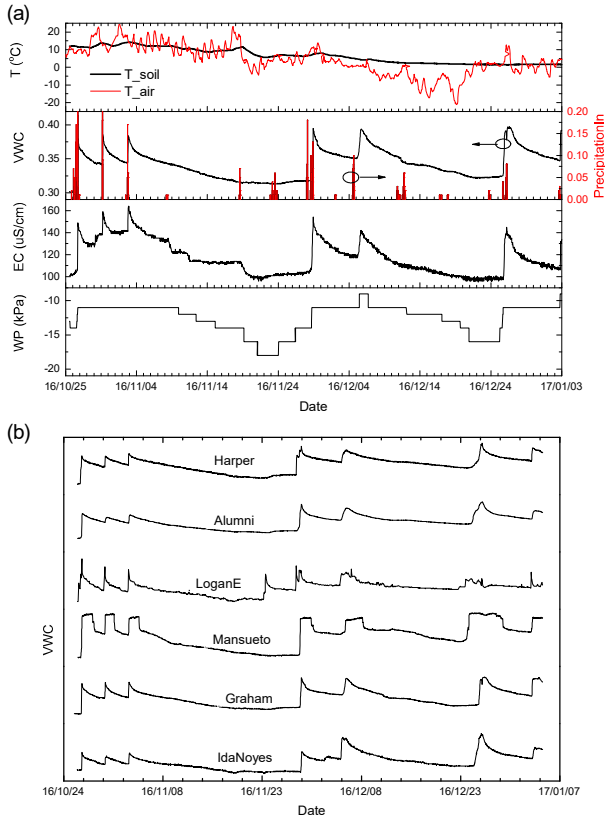 (a)
T (°C)
20
10
0
-10
-20
T_soil
T_air
VWC
0.40
0.35
0.30
0.20
0.15
0.10
0.05
0.00
PrecipitationIn
EC (uS/cm)
160
140
120
100
WP (kPa)
-10
-15
-20
16/10/25 16/11/04 16/11/14 16/11/24 16/12/04 16/12/14 16/12/24 17/01/03
Date
(b)
VWC
Harper
Alumni
LoganE
Mansueto
Graham
IdaNoyes
16/10/24 16/11/08 16/11/23 16/12/08 16/12/23 17/01/07
Date